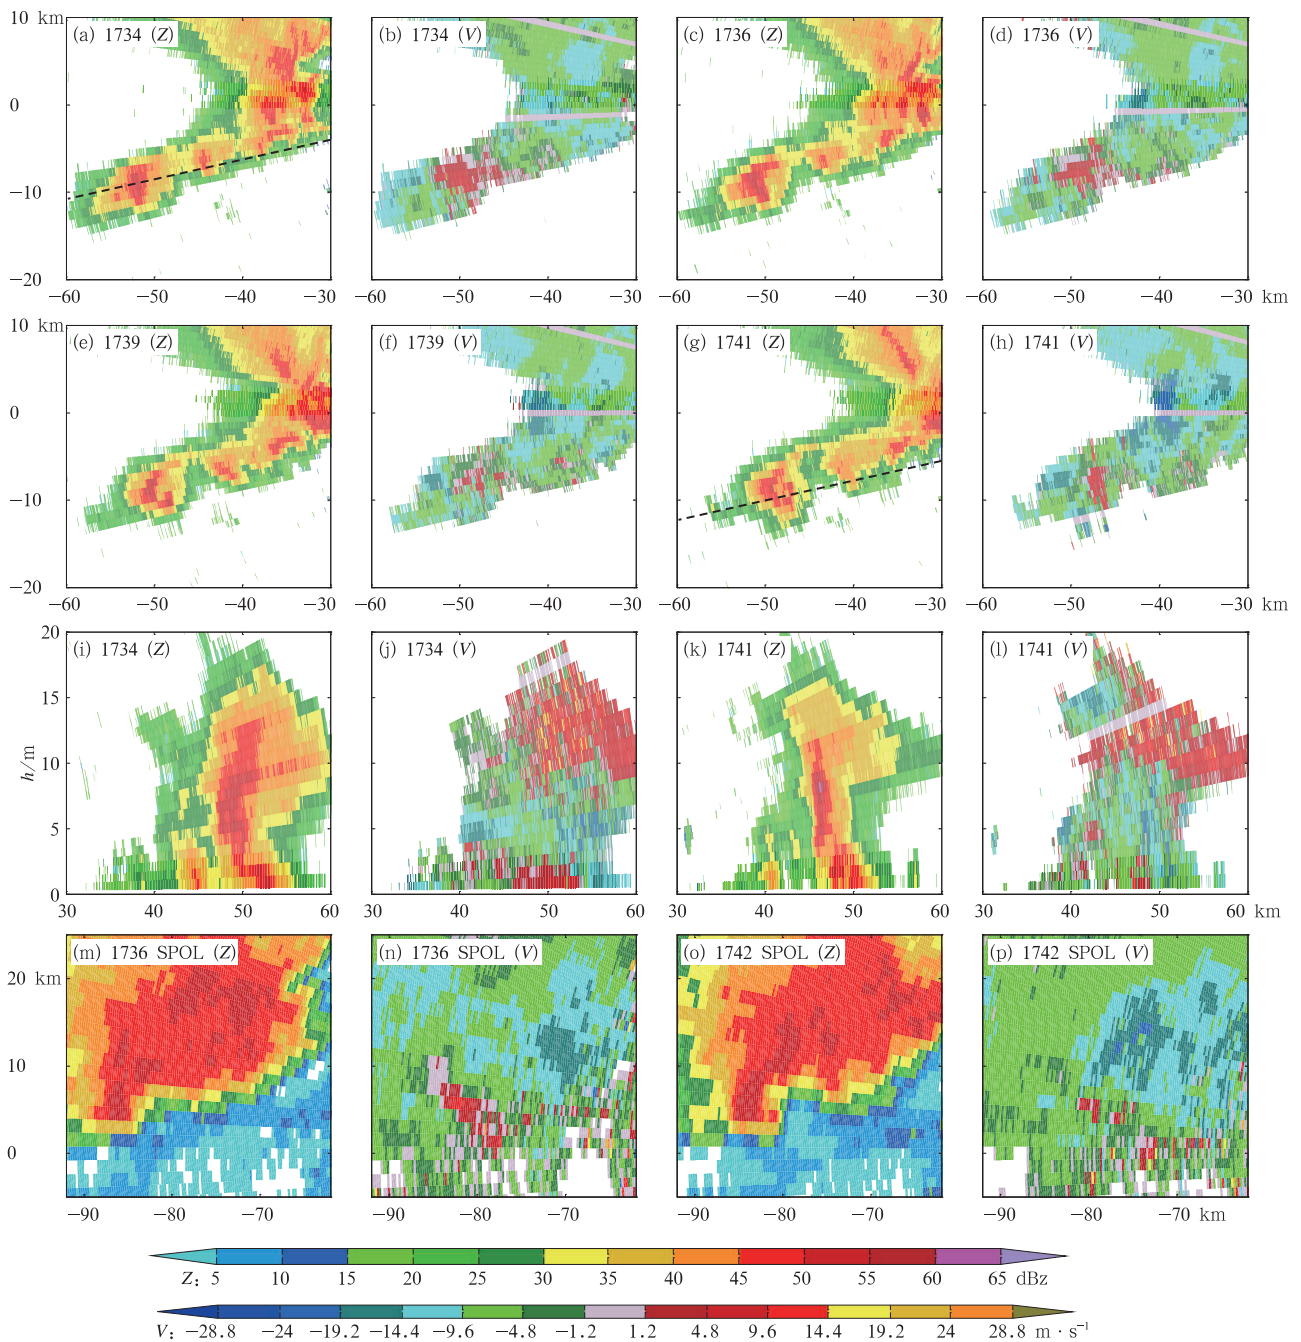 10 km (a) 1734 (Z) (b) 1734 (V) (c) 1736 (Z) (d) 1736 (V)
0
−10
−20
−60 −50 −40 −30 −60 −50 −40 −30 −60 −50 −40 −30 −60 −50 −40 −30 km
10 km (e) 1739 (Z) (f) 1739 (V) (g) 1741 (Z) (h) 1741 (V)
0
−10
−20
−60 −50 −40 −30 −60 −50 −40 −30 −60 −50 −40 −30 −60 −50 −40 −30 km
20 (i) 1734 (Z) (j) 1734 (V) (k) 1741 (Z) (l) 1741 (V)
15
10
h/m
5
0
30 40 50 60 30 40 50 60 30 40 50 60 30 40 50 60 km
(m) 1736 SPOL (Z) (n) 1736 SPOL (V) (o) 1742 SPOL (Z) (p) 1742 SPOL (V)
20 km
10
0
−90 −80 −70 −90 −80 −70 −90 −80 −70 −90 −80 −70 km
Z: 5 10 15 20 25 30 35 40 45 50 55 60 65 dBz
V: −28.8 −24 −19.2 −14.4 −9.6 −4.8 −1.2 1.2 4.8 9.6 14.4 19.2 24 28.8 m · s⁻¹